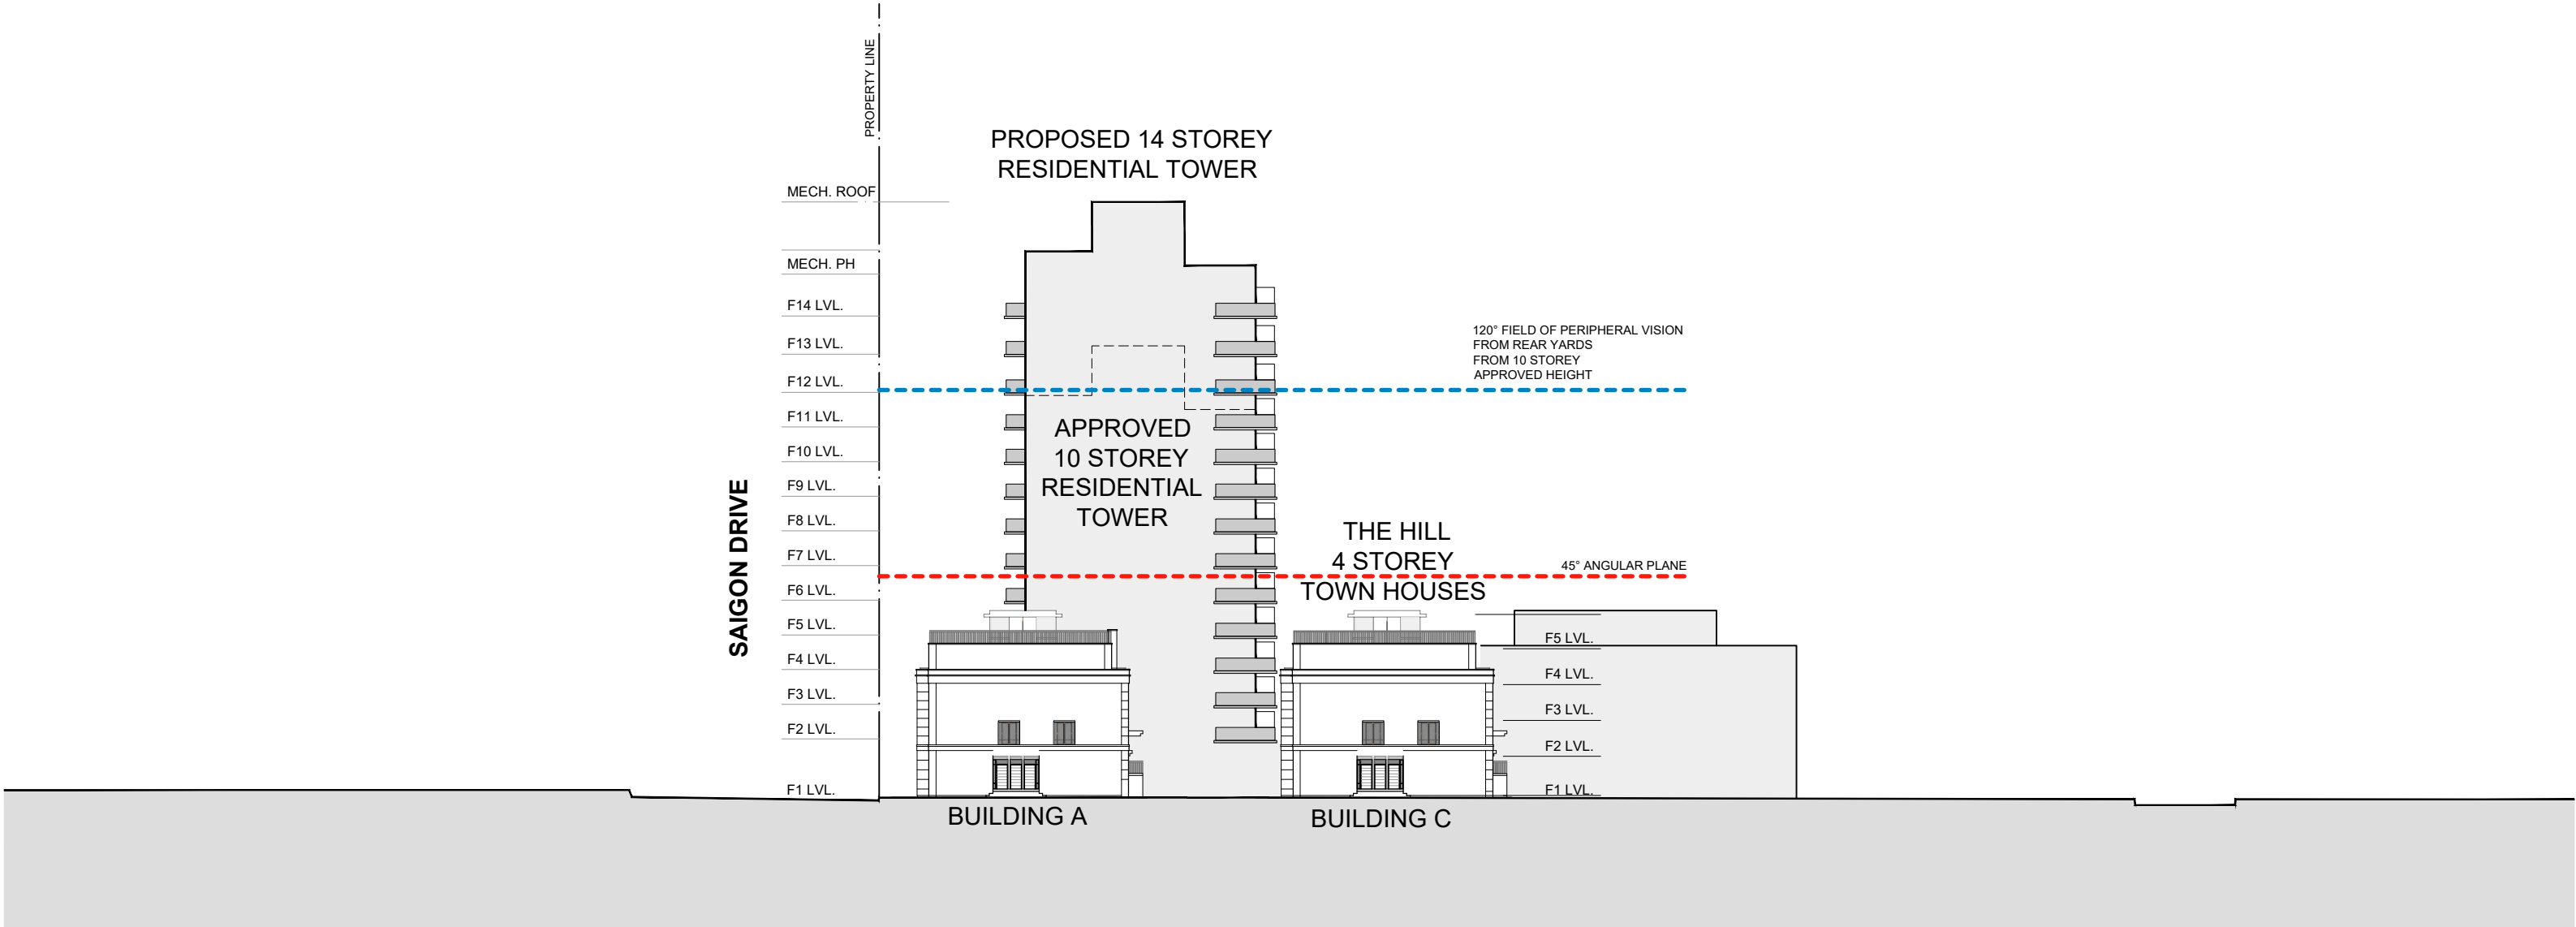 PROPERTY LINE
PROPOSED 14 STOREY
RESIDENTIAL TOWER
MECH. ROOF
MECH. PH
F14 LVL.
F13 LVL.
F12 LVL.
F11 LVL.
F10 LVL.
F9 LVL.
F8 LVL.
F7 LVL.
F6 LVL.
F5 LVL.
F4 LVL.
F3 LVL.
F2 LVL.
F1 LVL.
SAIGON DRIVE
120° FIELD OF PERIPHERAL VISION
FROM REAR YARDS
FROM 10 STOREY
APPROVED HEIGHT
APPROVED
10 STOREY
RESIDENTIAL
TOWER
THE HILL
4 STOREY
TOWN HOUSES
45° ANGULAR PLANE
F5 LVL.
F4 LVL.
F3 LVL.
F2 LVL.
F1 LVL.
BUILDING A
BUILDING C